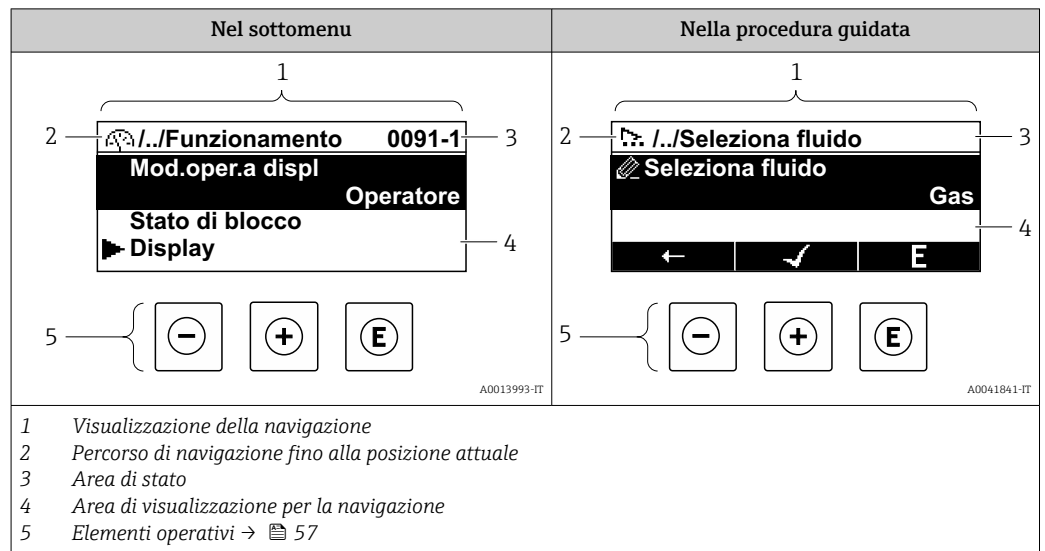 Nel sottomenu
Nella procedura guidata
1
2
/../Funzionamento 0091-1
3
Mod.oper.a displ
Operatore
Stato di blocco
Display
4
5
- + E
A0013993-IT
1
2
/../Seleziona fluido
3
Seleziona fluido
Gas
4
← ✓ E
5
- + E
A0041841-IT
1 Visualizzazione della navigazione
2 Percorso di navigazione fino alla posizione attuale
3 Area di stato
4 Area di visualizzazione per la navigazione
5 Elementi operativi → 57